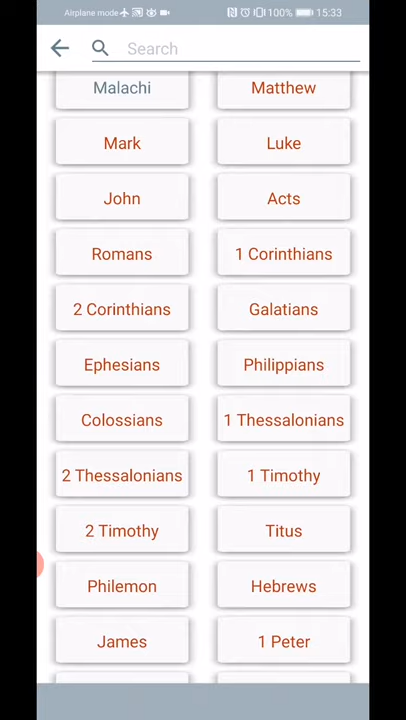 Airplane mode 100% 15:33
Search
Malachi Matthew
Mark Luke
John Acts
Romans 1 Corinthians
2 Corinthians Galatians
Ephesians Philippians
Colossians 1 Thessalonians
2 Thessalonians 1 Timothy
2 Timothy Titus
Philemon Hebrews
James 1 Peter